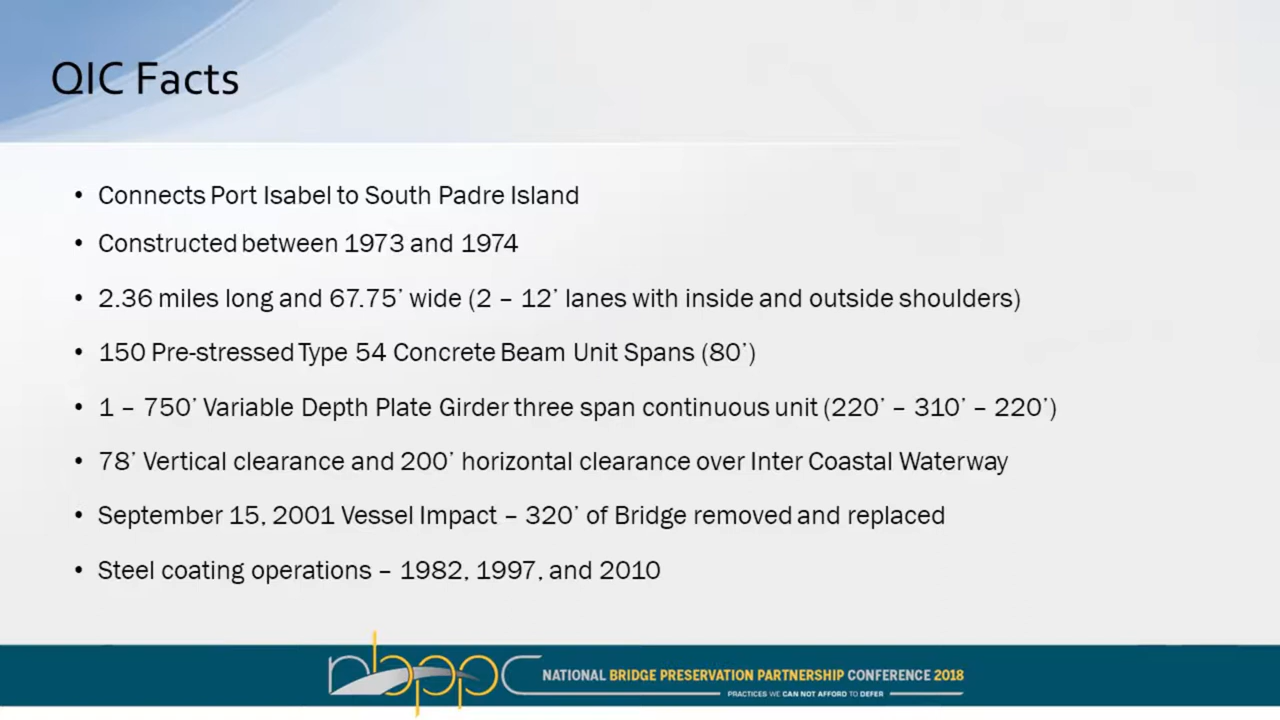 QIC Facts
• Connects Port Isabel to South Padre Island
• Constructed between 1973 and 1974
• 2.36 miles long and 67.75’ wide (2 – 12’ lanes with inside and outside shoulders)
• 150 Pre-stressed Type 54 Concrete Beam Unit Spans (80’)
• 1 – 750’ Variable Depth Plate Girder three span continuous unit (220’ – 310’ – 220’)
• 78’ Vertical clearance and 200’ horizontal clearance over Inter Coastal Waterway
• September 15, 2001 Vessel Impact – 320’ of Bridge removed and replaced
• Steel coating operations – 1982, 1997, and 2010
nbppc NATIONAL BRIDGE PRESERVATION PARTNERSHIP CONFERENCE 2018
PRACTICES WE CAN NOT AFFORD TO DEFER